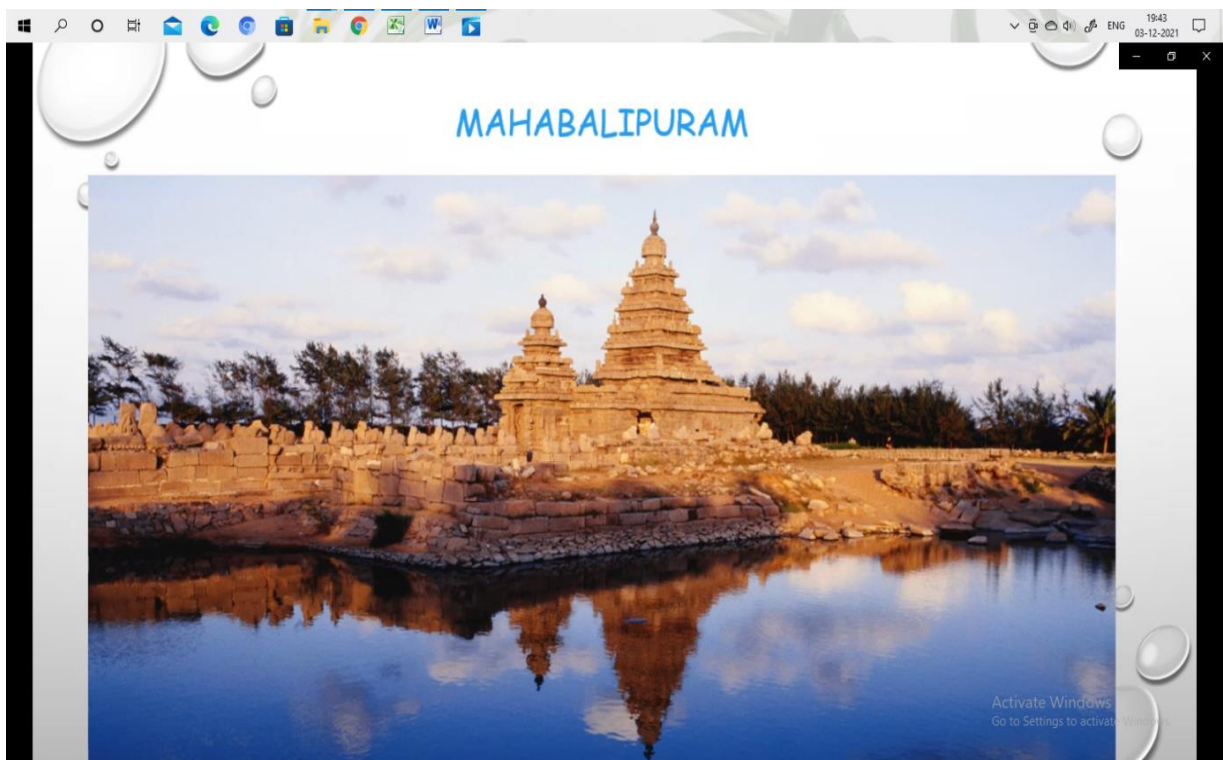 ENG
19:43
03-12-2021
MAHABALIPURAM
Activate Windows
Go to Settings to activate Windows.